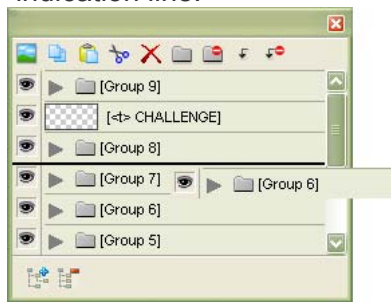 indication line.
[Group 9]
[<t> CHALLENGE]
[Group 8]
[Group 7] [Group 6]
[Group 6]
[Group 5]